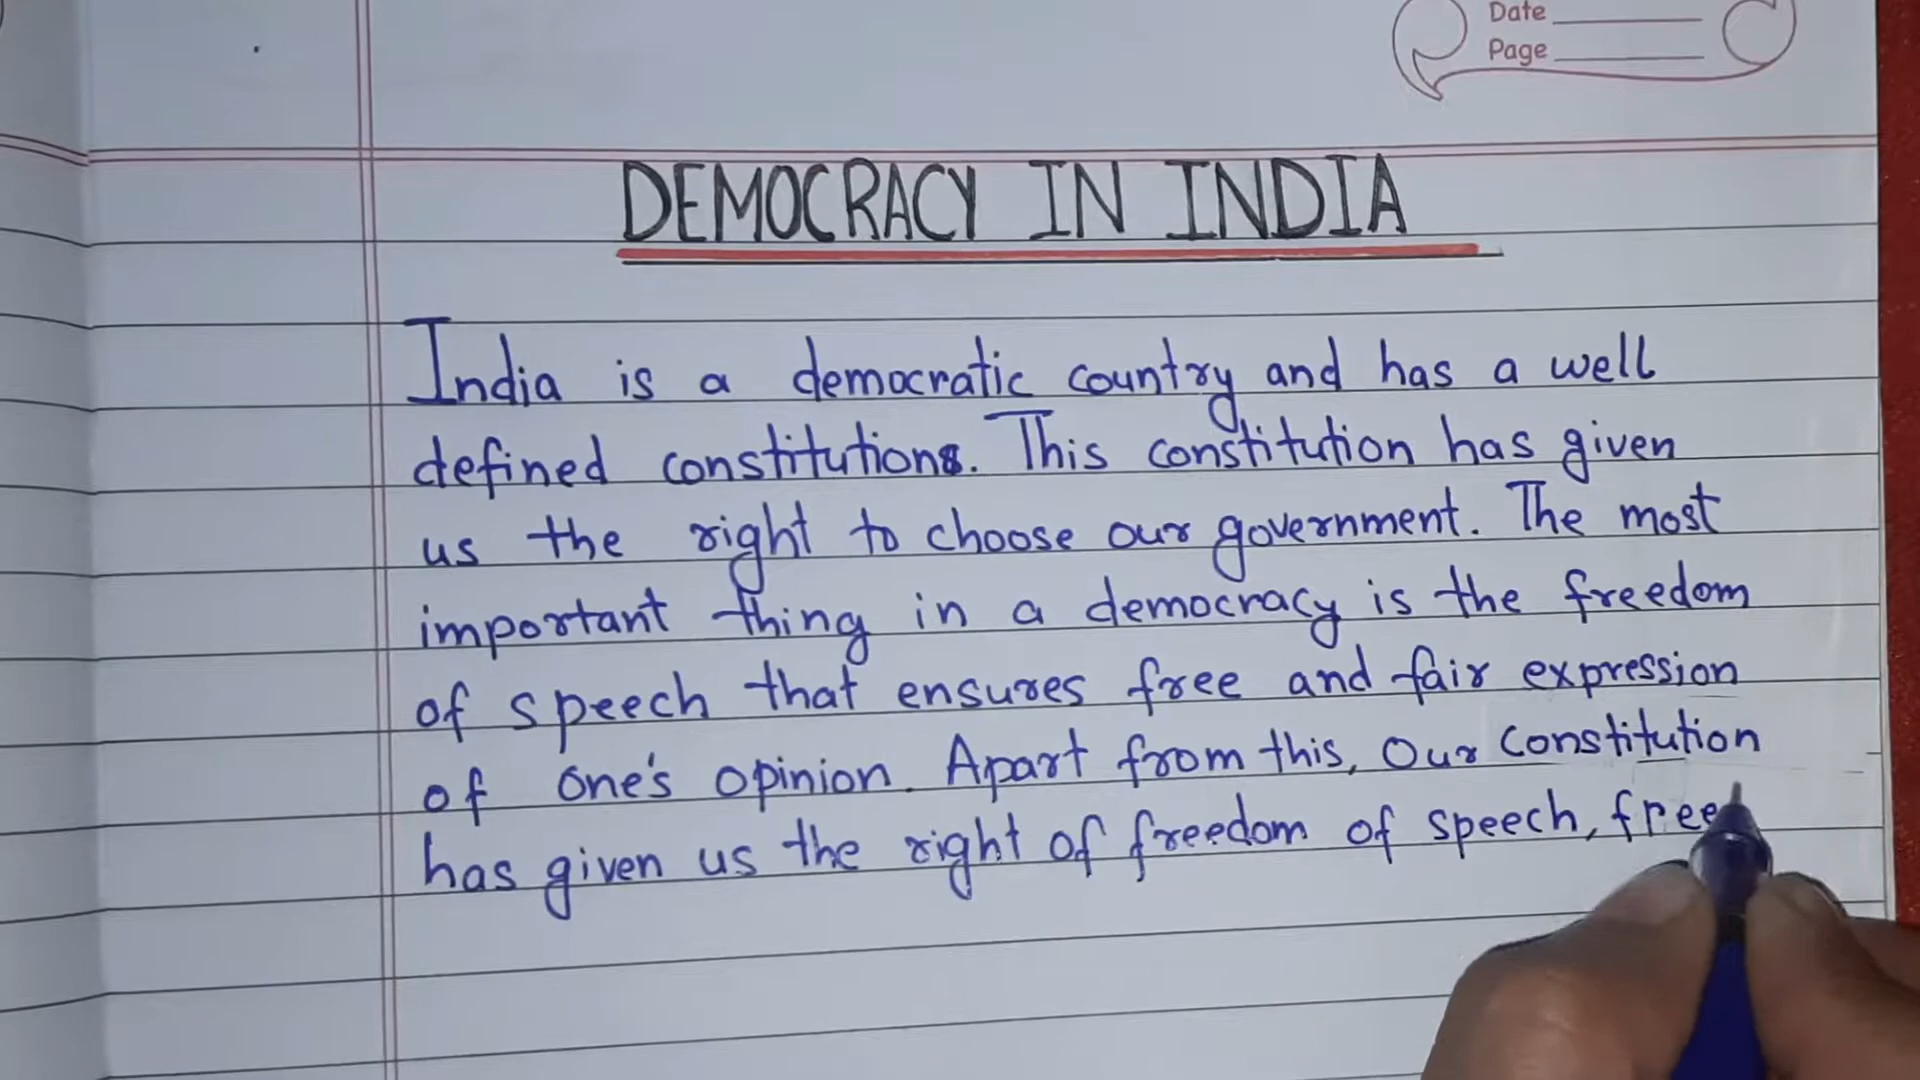 Date
Page
DEMOCRACY IN INDIA
India is a democratic country and has a well
defined constitutions. This constitution has given
us the right to choose our government. The most
important thing in a democracy is the freedom
of speech that ensures free and fair expression
of one's opinion. Apart from this, Our Constitution
has given us the right of freedom of speech, free